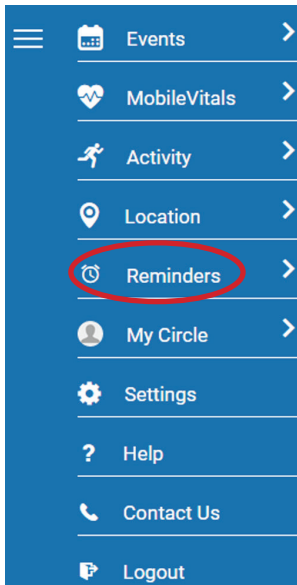 Events
MobileVitals
Activity
Location
Reminders
My Circle
Settings
? Help
Contact Us
Logout